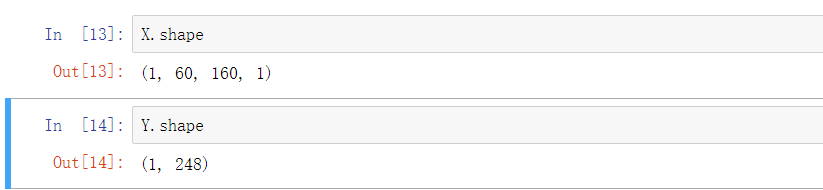 In [13]: X.shape
Out[13]: (1, 60, 160, 1)
In [14]: Y.shape
Out[14]: (1, 248)